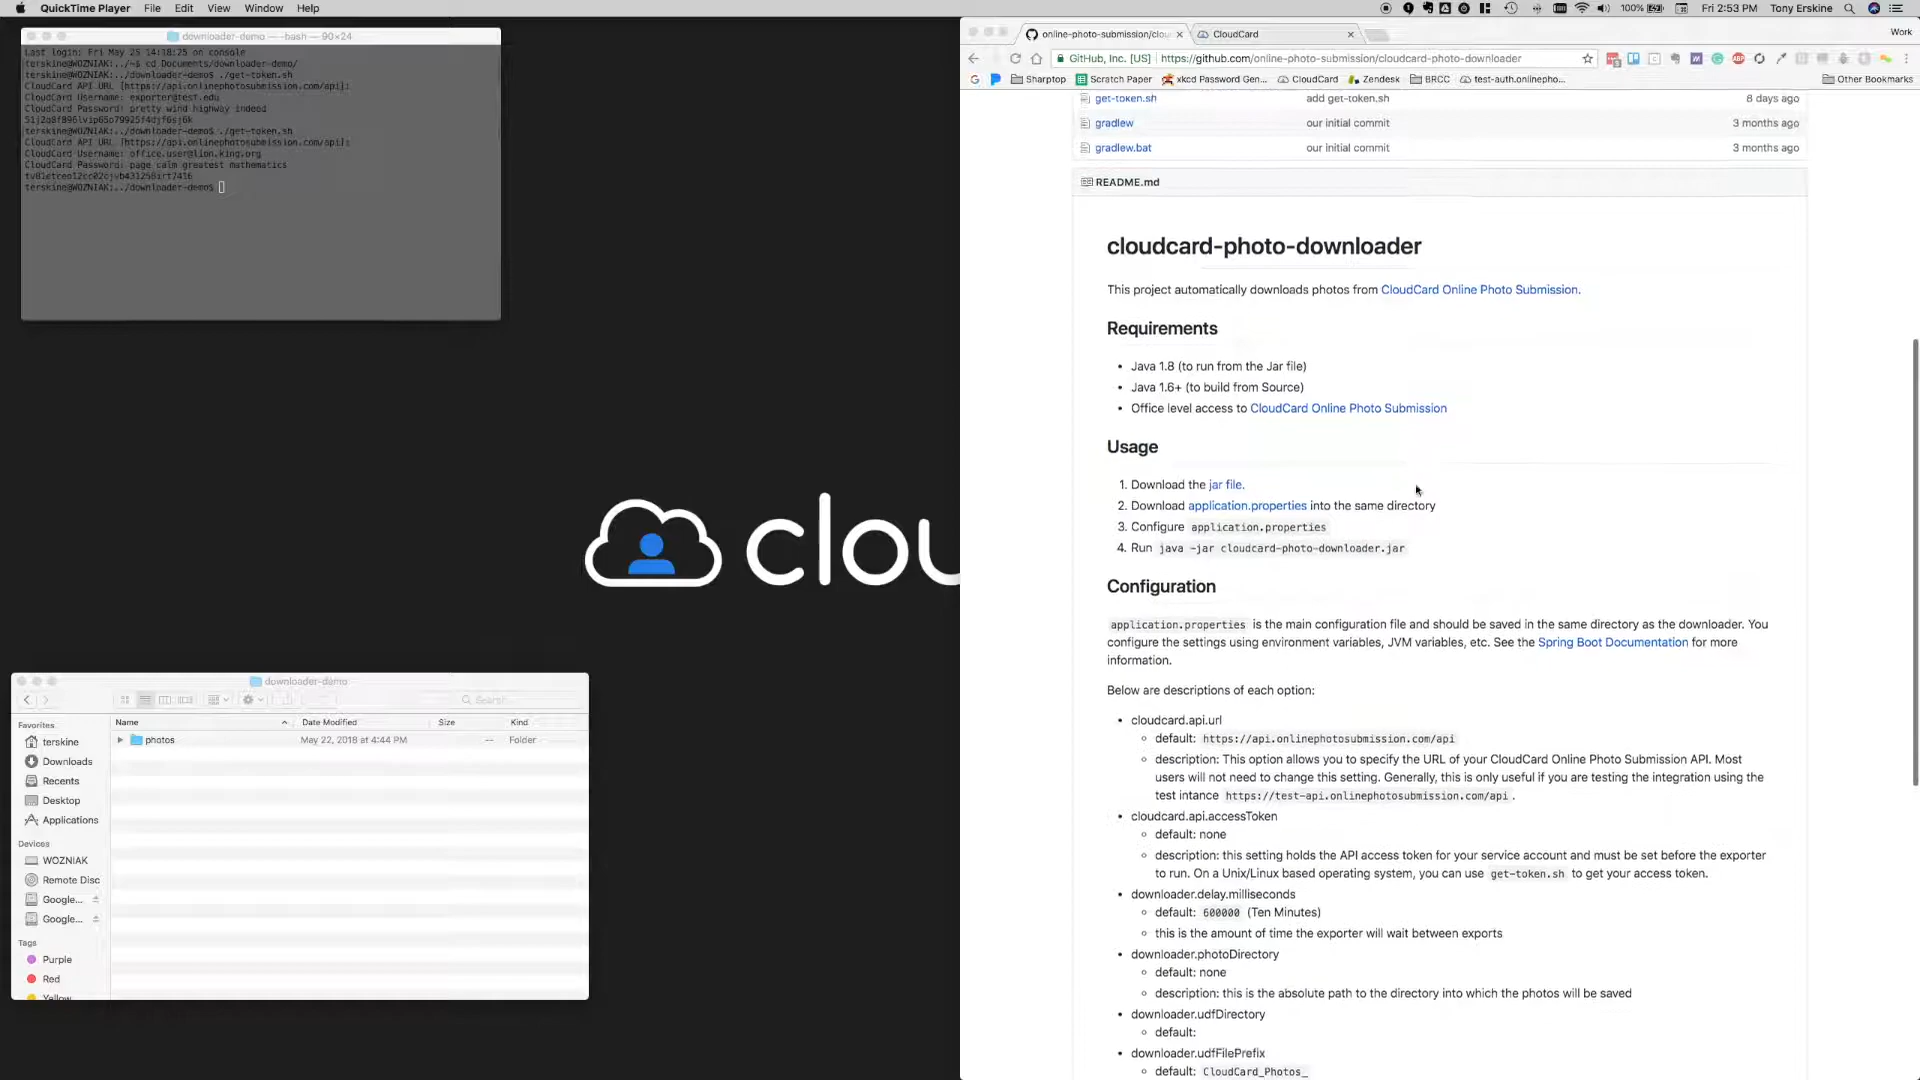 QuickTime Player File Edit View Window Help
100% Fri 2:53 PM Tony Erskine
downloader-demo — -bash — 90×24
Last login: Fri May 25 14:18:25 on console
terskine@WOZNIAK:../~$ cd Documents/downloader-demo/
terskine@WOZNIAK:../downloader-demo$ ./get-token.sh
CloudCard API URL [https://api.onlinephotosubmission.com/api]:
CloudCard Username: exporter@test.edu
CloudCard Password: pretty wind highway indeed
terskine@WOZNIAK:../downloader-demo$ ./get-token.sh
CloudCard API URL [https://api.onlinephotosubmission.com/api]:
CloudCard Username: office.user@lion.king.org
CloudCard Password: page calm greatest mathematics
terskine@WOZNIAK:../downloader-demo$
clou
downloader-demo
Search
Favorites
terskine
Downloads
Recents
Desktop
Applications
Devices
WOZNIAK
Remote Disc
Google...
Google...
Tags
Purple
Red
Yellow
Name Date Modified Size Kind
photos May 22, 2018 at 4:44 PM -- Folder
online-photo-submission/clou CloudCard Work
GitHub, Inc. [US] https://github.com/online-photo-submission/cloudcard-photo-downloader
Sharptop Scratch Paper xkcd Password Gen... CloudCard Zendesk BRCC test-auth.onlinepho... Other Bookmarks
get-token.sh add get-token.sh 8 days ago
gradlew our initial commit 3 months ago
gradlew.bat our initial commit 3 months ago
README.md
cloudcard-photo-downloader
This project automatically downloads photos from CloudCard Online Photo Submission.
Requirements
• Java 1.8 (to run from the Jar file)
• Java 1.6+ (to build from Source)
• Office level access to CloudCard Online Photo Submission
Usage
1. Download the jar file.
2. Download application.properties into the same directory
3. Configure application.properties
4. Run java -jar cloudcard-photo-downloader.jar
Configuration
application.properties is the main configuration file and should be saved in the same directory as the downloader. You
configure the settings using environment variables, JVM variables, etc. See the Spring Boot Documentation for more
information.
Below are descriptions of each option:
• cloudcard.api.url
◦ default: https://api.onlinephotosubmission.com/api
◦ description: This option allows you to specify the URL of your CloudCard Online Photo Submission API. Most
users will not need to change this setting. Generally, this is only useful if you are testing the integration using the
test intance https://test-api.onlinephotosubmission.com/api .
• cloudcard.api.accessToken
◦ default: none
◦ description: this setting holds the API access token for your service account and must be set before the exporter
to run. On a Unix/Linux based operating system, you can use get-token.sh to get your access token.
• downloader.delay.milliseconds
◦ default: 600000 (Ten Minutes)
◦ this is the amount of time the exporter will wait between exports
• downloader.photoDirectory
◦ default: none
◦ description: this is the absolute path to the directory into which the photos will be saved
• downloader.udfDirectory
◦ default:
• downloader.udfFilePrefix
◦ default: CloudCard_Photos_